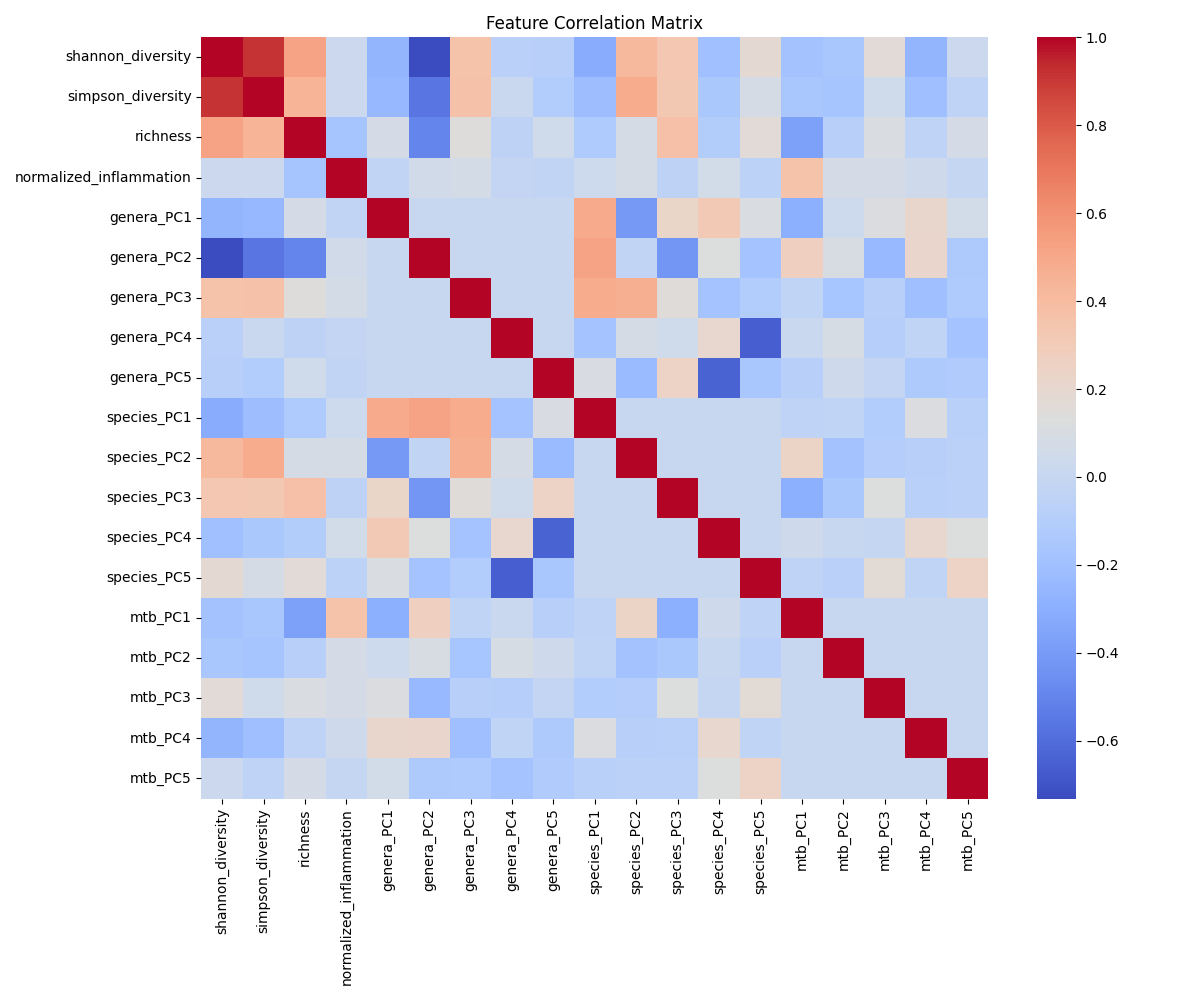 Feature Correlation Matrix
shannon_diversity
simpson_diversity
richness
normalized_inflammation
genera_PC1
genera_PC2
genera_PC3
genera_PC4
genera_PC5
species_PC1
species_PC2
species_PC3
species_PC4
species_PC5
mtb_PC1
mtb_PC2
mtb_PC3
mtb_PC4
mtb_PC5
shannon_diversity
simpson_diversity
richness
normalized_inflammation
genera_PC1
genera_PC2
genera_PC3
genera_PC4
genera_PC5
species_PC1
species_PC2
species_PC3
species_PC4
species_PC5
mtb_PC1
mtb_PC2
mtb_PC3
mtb_PC4
mtb_PC5
1.0
0.8
0.6
0.4
0.2
0.0
−0.2
−0.4
−0.6